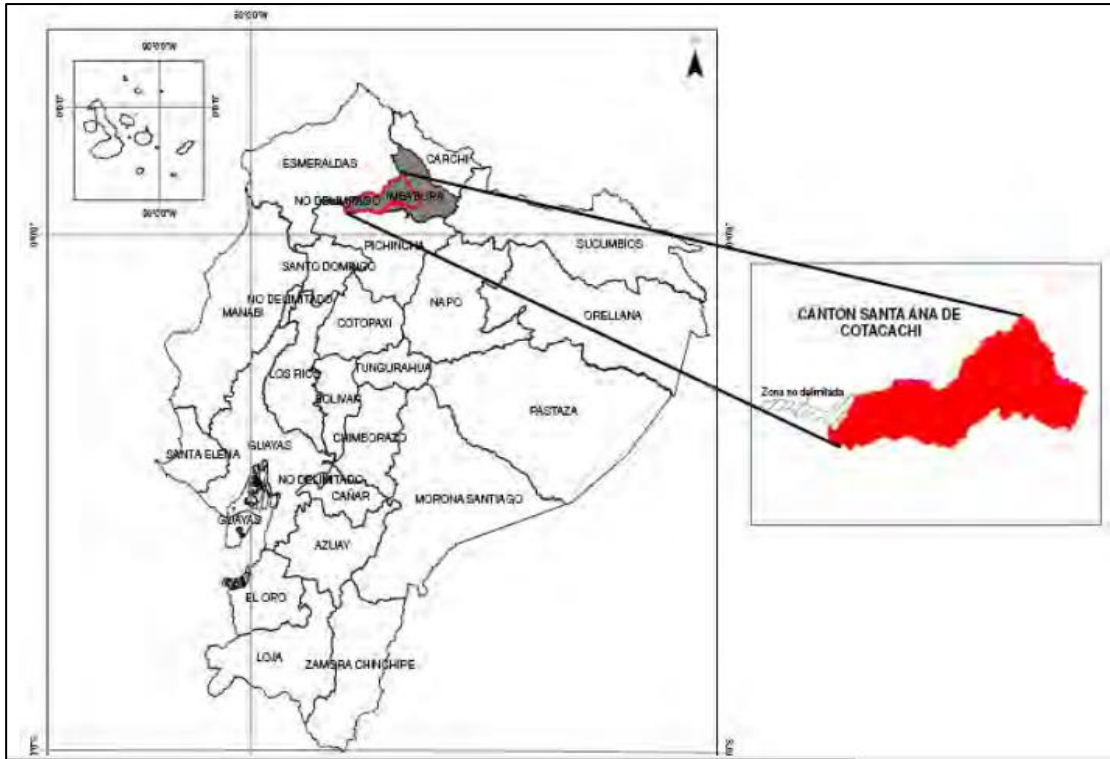 ESMERALDAS
CARCHI
IMBABURA
NO DELIMITADO
PICHINCHA
SUCUMBIOS
SANTO DOMINGO
NO DELIMITADO
MANABI
NAPO
COTOPAXI
ORELLANA
LOS RIOS
TUNGURAHUA
BOLIVAR
PASTAZA
CHIMBORAZO
GUAYAS
SANTA ELENA
NO DELIMITADO
CAÑAR
MORONA SANTIAGO
GUAYAS
AZUAY
EL ORO
LOJA
ZAMORA CHINCHIPE
CANTÓN SANTA ANA DE
COTACACHI
Zona no delimitada